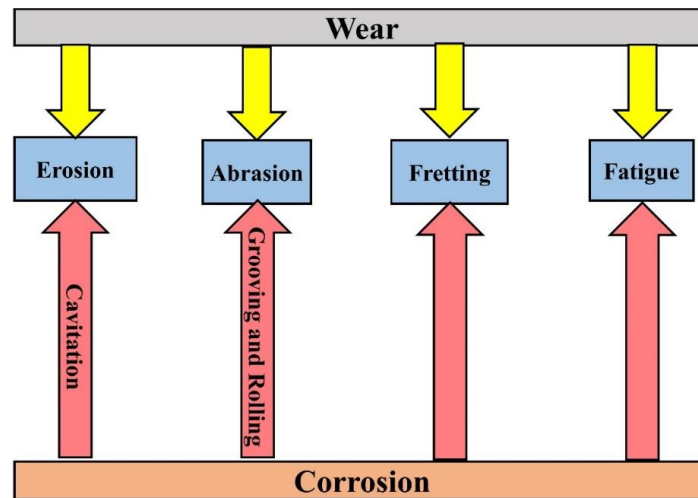 Wear
Erosion
Abrasion
Fretting
Fatigue
Cavitation
Grooving and Rolling
Corrosion